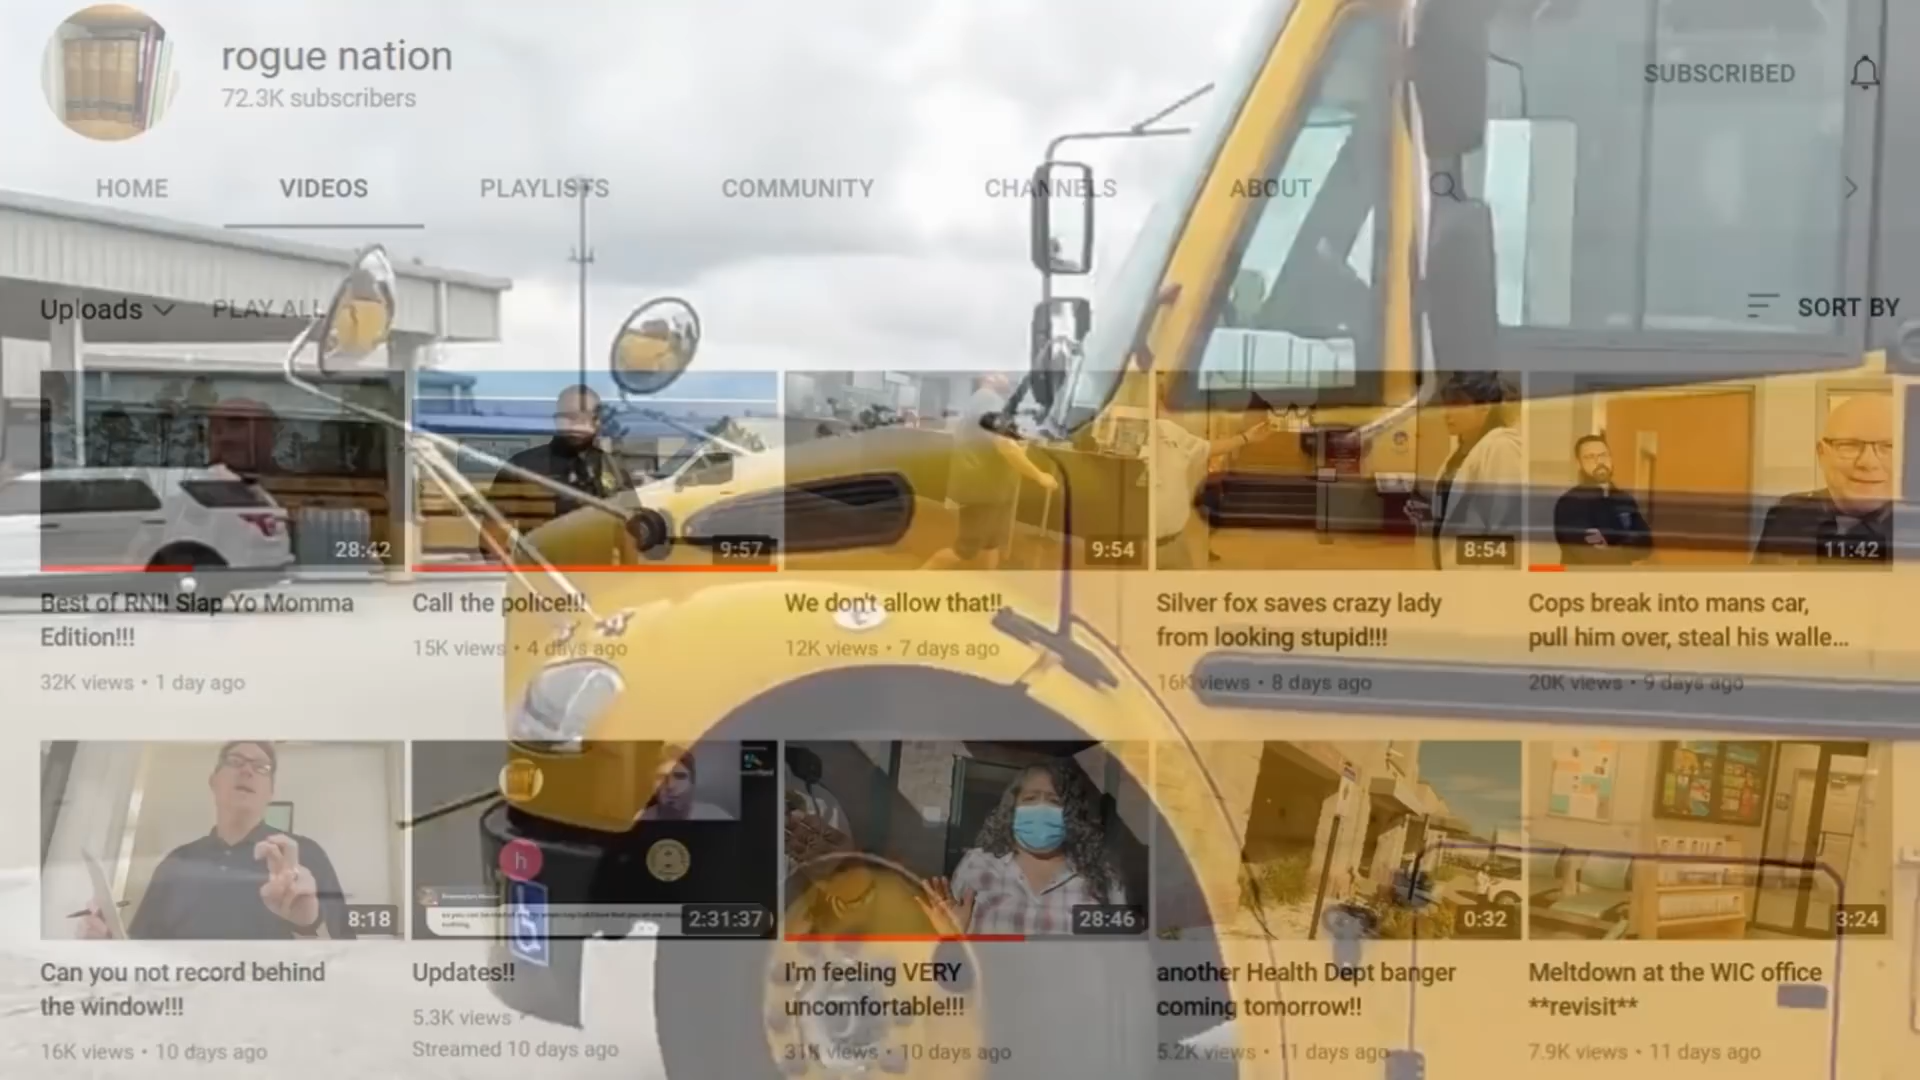 rogue nation
72.3K subscribers
SUBSCRIBED
HOME
VIDEOS
PLAYLISTS
COMMUNITY
CHANNELS
ABOUT
Uploads
PLAY ALL
SORT BY
28:42
9:57
9:54
8:54
11:42
Best of RN!! Slap Yo Momma
Edition!!!
32K views • 1 day ago
Call the police!!!
15K views • 4 days ago
We don't allow that!!
12K views • 7 days ago
Silver fox saves crazy lady
from looking stupid!!!
16K views • 8 days ago
Cops break into mans car,
pull him over, steal his walle...
20K views • 9 days ago
8:18
h
2:31:37
28:46
0:32
3:24
Can you not record behind
the window!!!
16K views • 10 days ago
Updates!!
5.3K views •
Streamed 10 days ago
I'm feeling VERY
uncomfortable!!!
31K views • 10 days ago
another Health Dept banger
coming tomorrow!!
5.2K views • 11 days ago
Meltdown at the WIC office
**revisit**
7.9K views • 11 days ago